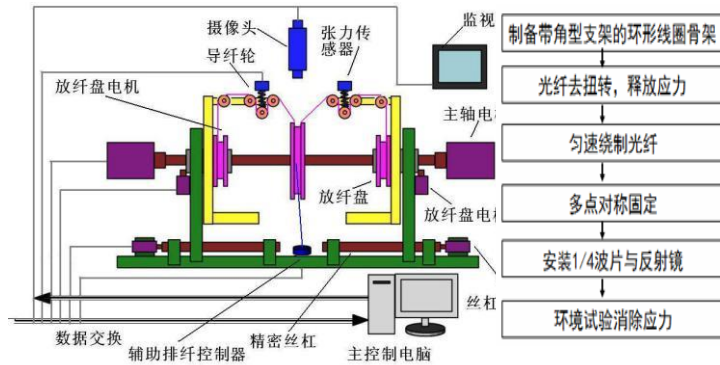 摄像头
张力传
感器
监视
导纤轮
放纤盘电机
主轴电
放纤盘
放纤盘电
丝杠
数据交换
辅助排纤控制器
精密丝杠
主控制电脑
制备带角型支架的环形线圈骨架
光纤去扭转,释放应力
匀速绕制光纤
多点对称固定
安装1/4波片与反射镜
环境试验消除应力